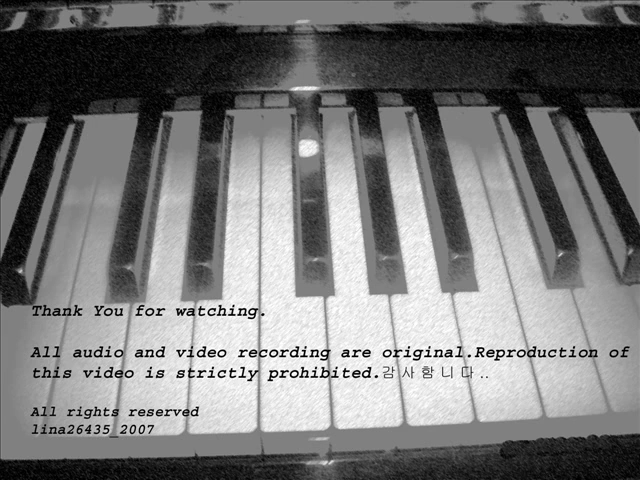 Thank You for watching.
All audio and video recording are original.Reproduction of
this video is strictly prohibited.감 사 함 니 다 ..
All rights reserved
lina26435_2007